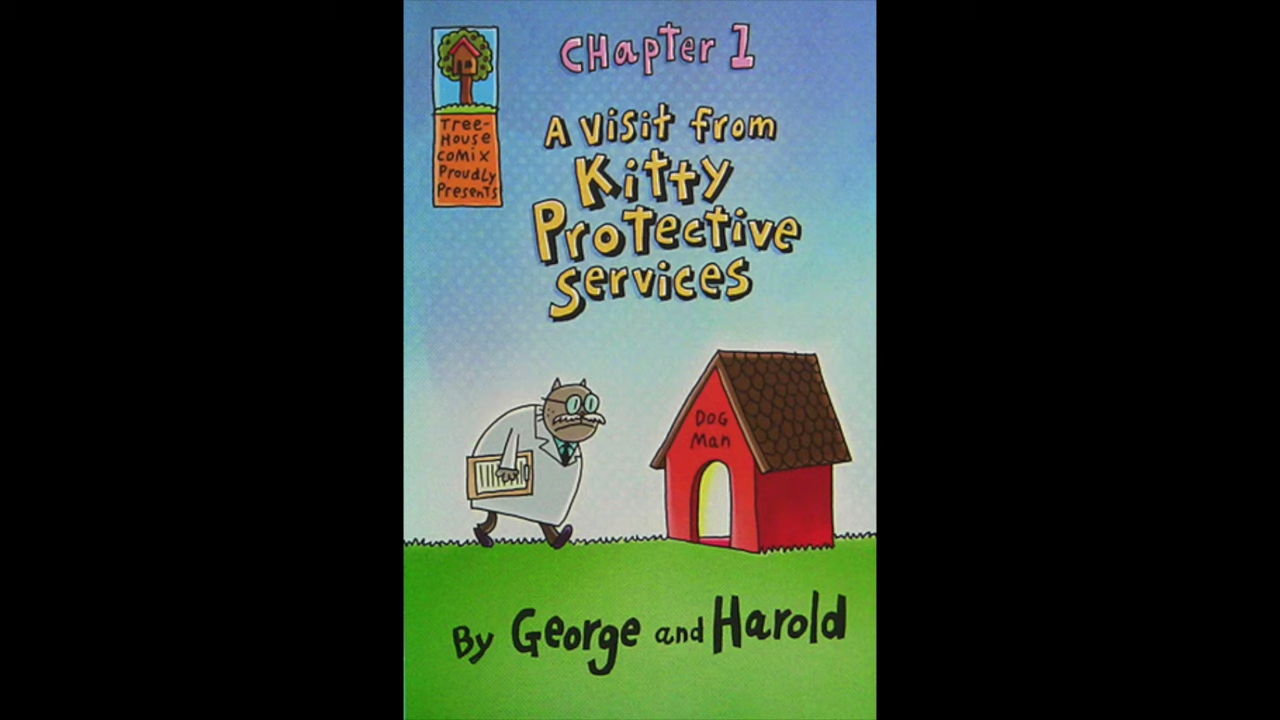 Chapter 1
Tree-
House
Comix
Proudly
Presents
A Visit from
Kitty
Protective
Services
Dog
Man
By George and Harold